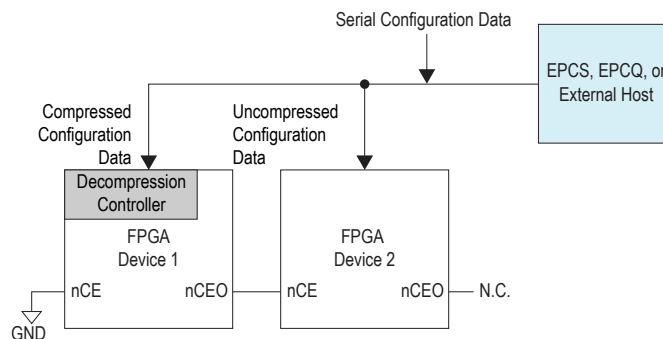 Serial Configuration Data
EPCS, EPCQ, or
External Host
Compressed
Configuration
Data
Uncompressed
Configuration
Data
Decompression
Controller
FPGA
Device 1
FPGA
Device 2
nCE
nCEO
nCE
nCEO
N.C.
GND